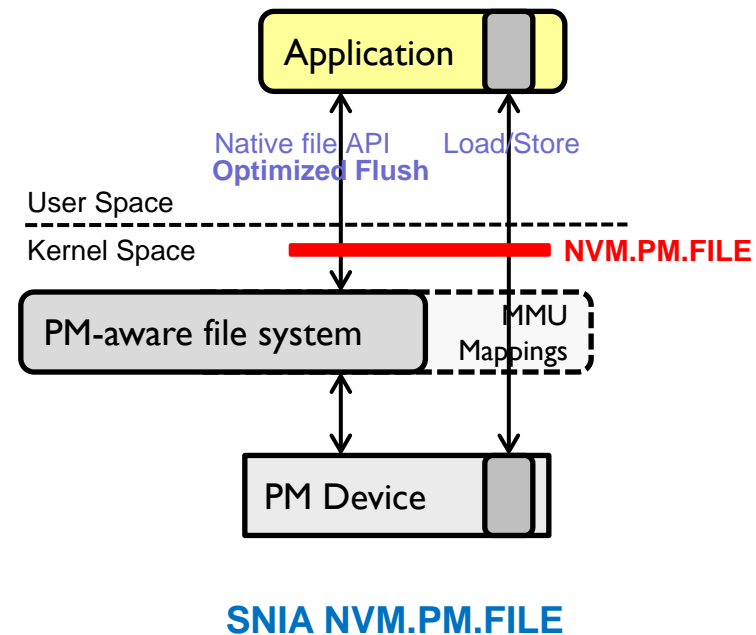 Application
Native file API
Optimized Flush
Load/Store
User Space
Kernel Space
NVM.PM.FILE
PM-aware file system
MMU
Mappings
PM Device
SNIA NVM.PM.FILE